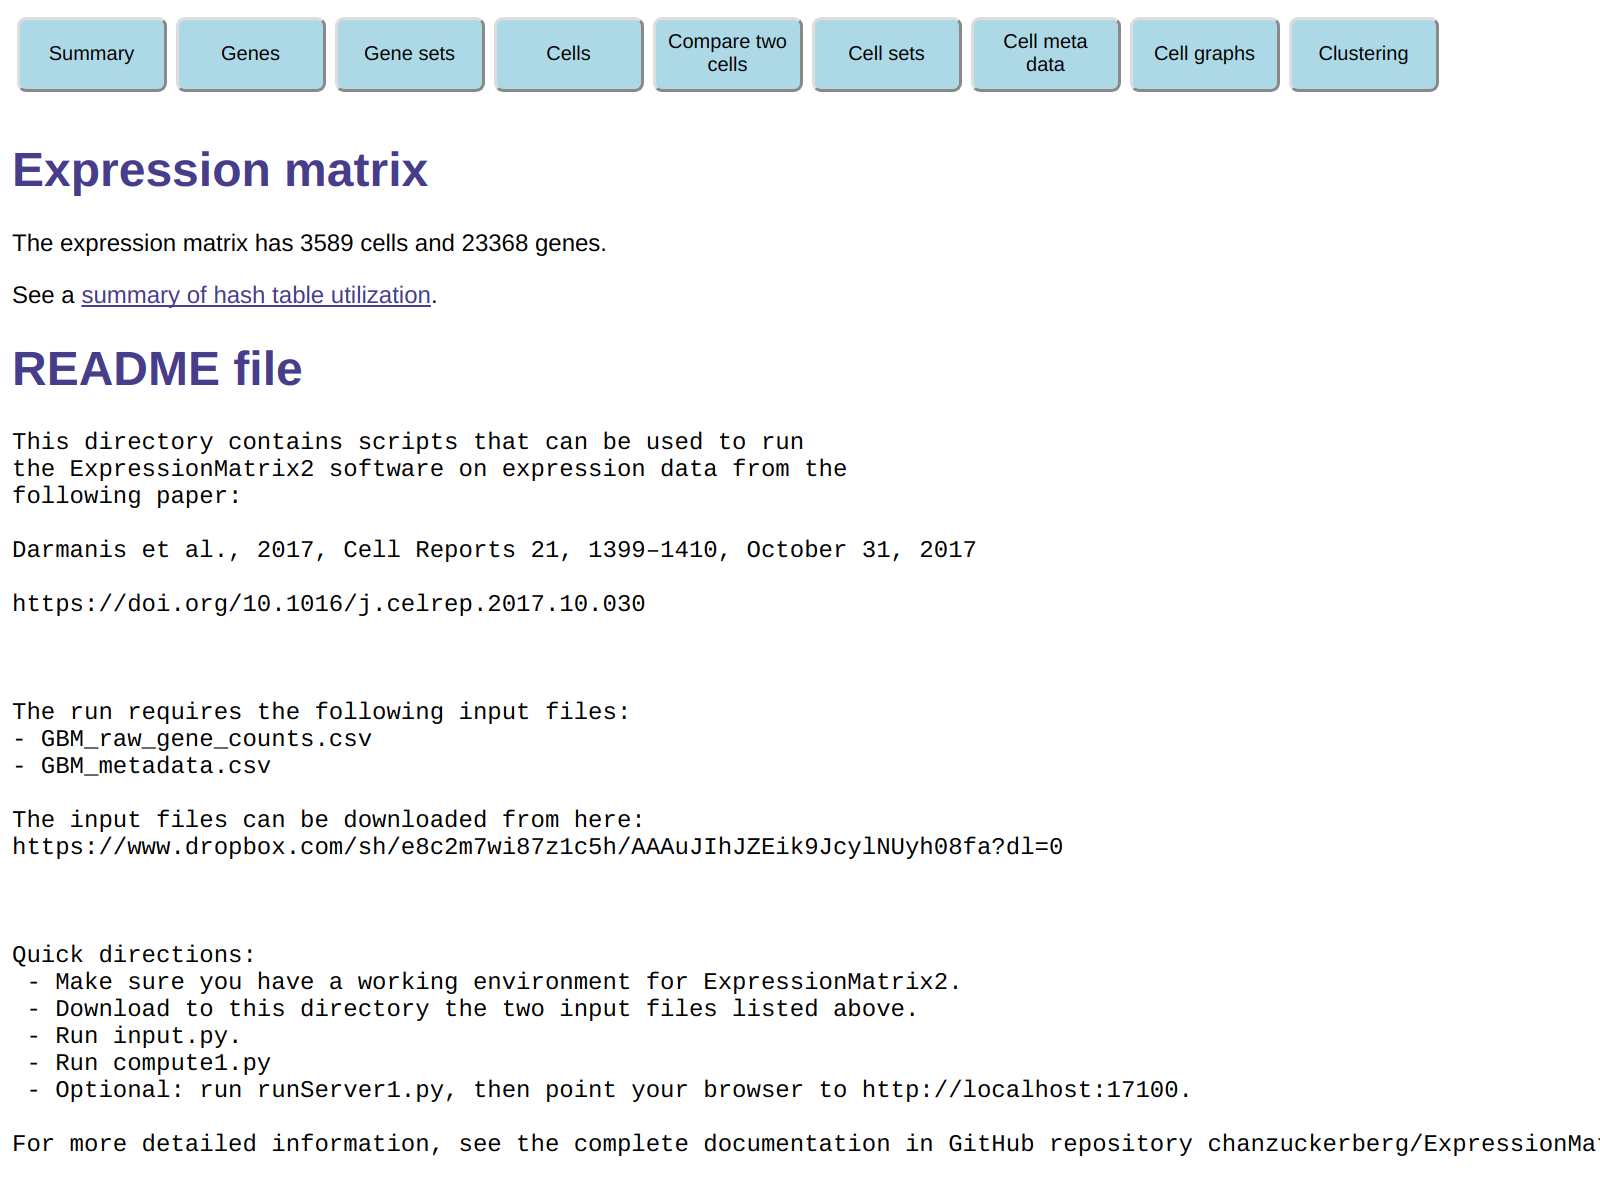 Summary
Genes
Gene sets
Cells
Compare two
cells
Cell sets
Cell meta
data
Cell graphs
Clustering
Expression matrix
The expression matrix has 3589 cells and 23368 genes.
See a summary of hash table utilization.
README file
This directory contains scripts that can be used to run
the ExpressionMatrix2 software on expression data from the
following paper:
Darmanis et al., 2017, Cell Reports 21, 1399–1410, October 31, 2017
https://doi.org/10.1016/j.celrep.2017.10.030
The run requires the following input files:
- GBM_raw_gene_counts.csv
- GBM_metadata.csv
The input files can be downloaded from here:
https://www.dropbox.com/sh/e8c2m7wi87z1c5h/AAAuJIhJZEik9JcylNUyh08fa?dl=0
Quick directions:
- Make sure you have a working environment for ExpressionMatrix2.
- Download to this directory the two input files listed above.
- Run input.py.
- Run compute1.py
- Optional: run runServer1.py, then point your browser to http://localhost:17100.
For more detailed information, see the complete documentation in GitHub repository chanzuckerberg/ExpressionMa